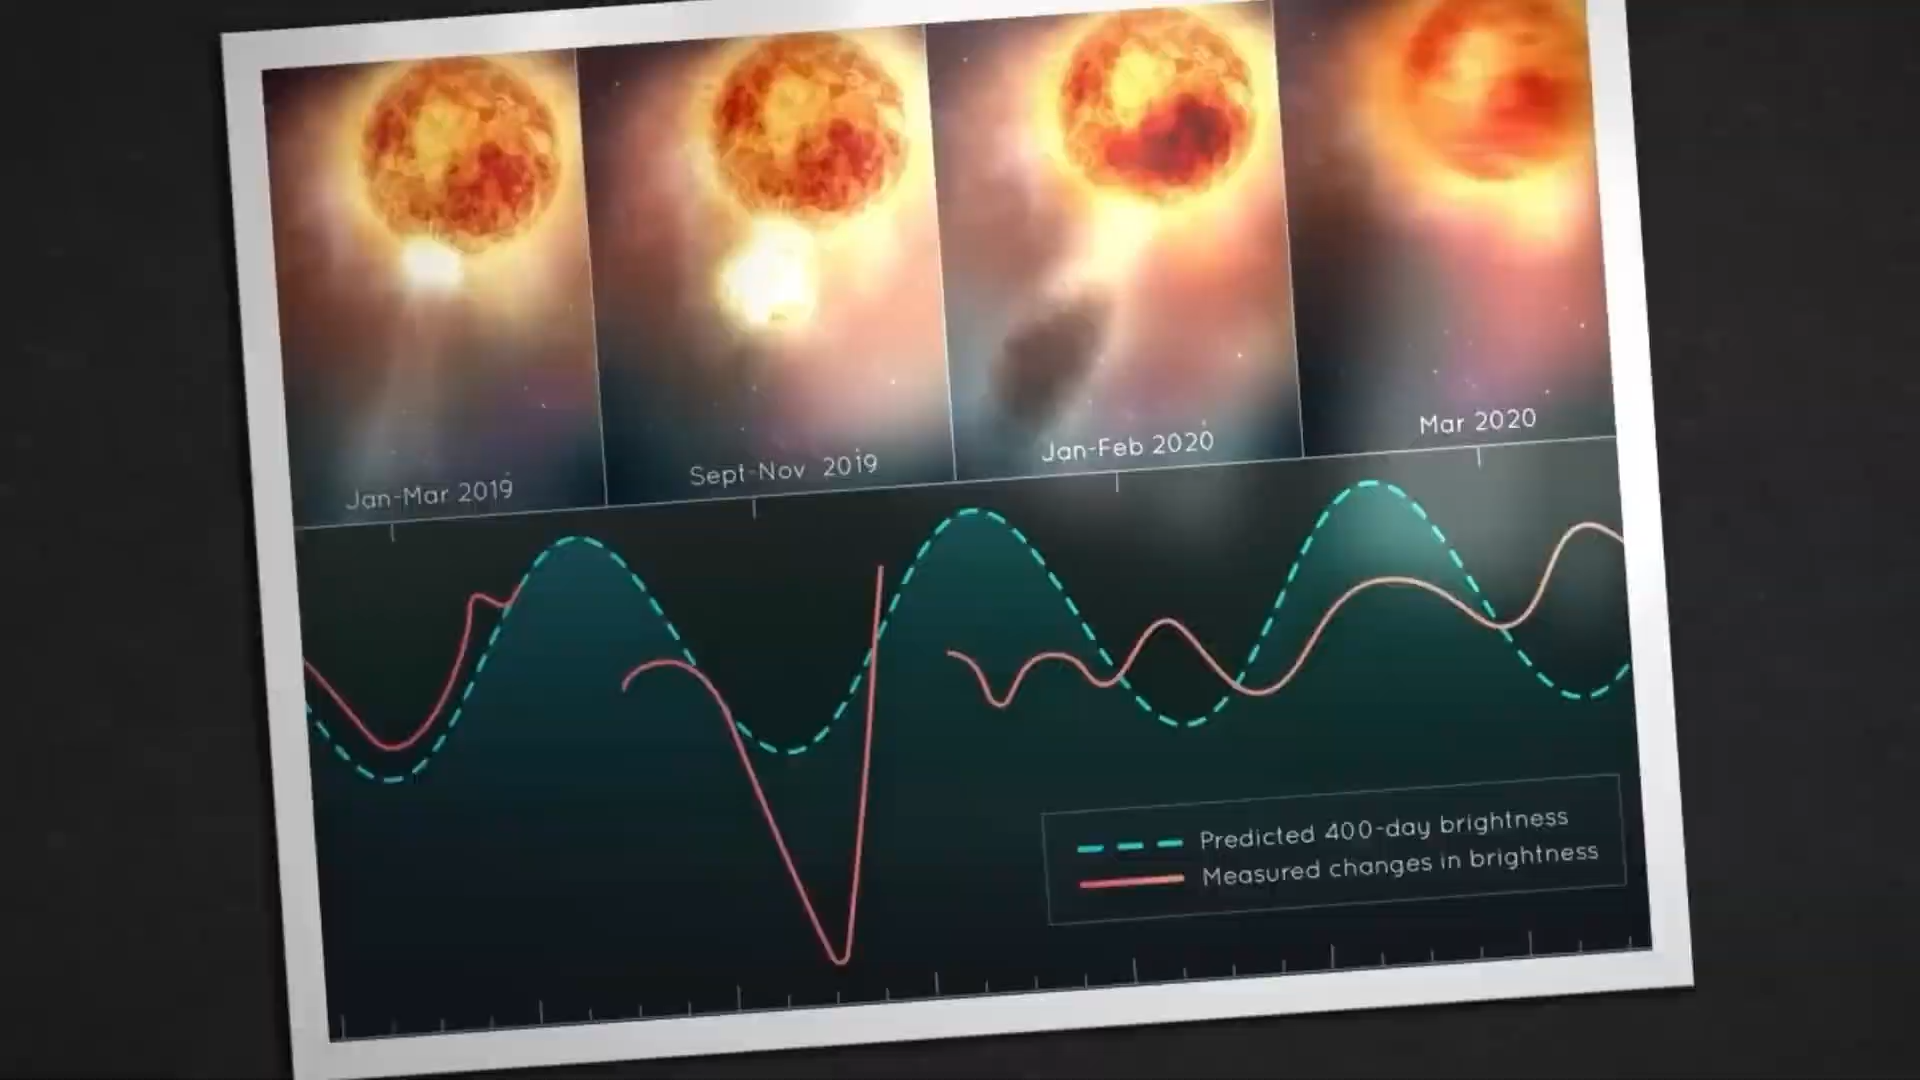 Jan-Mar 2019
Sept-Nov 2019
Jan-Feb 2020
Mar 2020
Predicted 400-day brightness
Measured changes in brightness